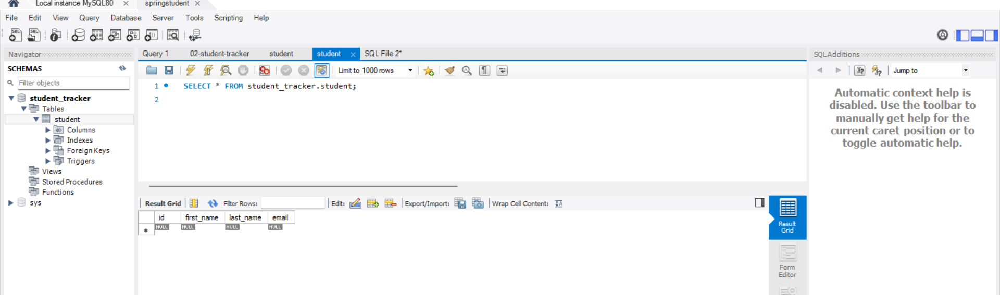 Local instance MySQL80
springstudent
File Edit View Query Database Server Tools Scripting Help
Navigator
SCHEMAS
Filter objects
student_tracker
Tables
student
Columns
Indexes
Foreign Keys
Triggers
Views
Stored Procedures
Functions
sys
Query 1 02-student-tracker student student SQL File 2*
Limit to 1000 rows
1 SELECT * FROM student_tracker.student;
2
Result Grid Filter Rows: Edit: Export/Import: Wrap Cell Content:
id first_name last_name email
NULL NULL NULL NULL
Result
Grid
Form
Editor
SQLAdditions
Jump to
Automatic context help is
disabled. Use the toolbar to
manually get help for the
current caret position or to
toggle automatic help.